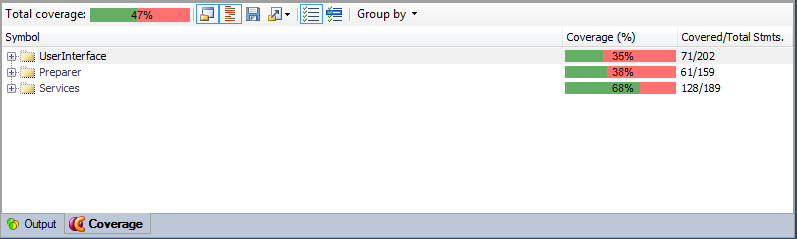 Total coverage: 47% Group by
Symbol Coverage (%) Covered/Total Stmts.
UserInterface 35% 71/202
Preparer 38% 61/159
Services 68% 128/189
Output Coverage